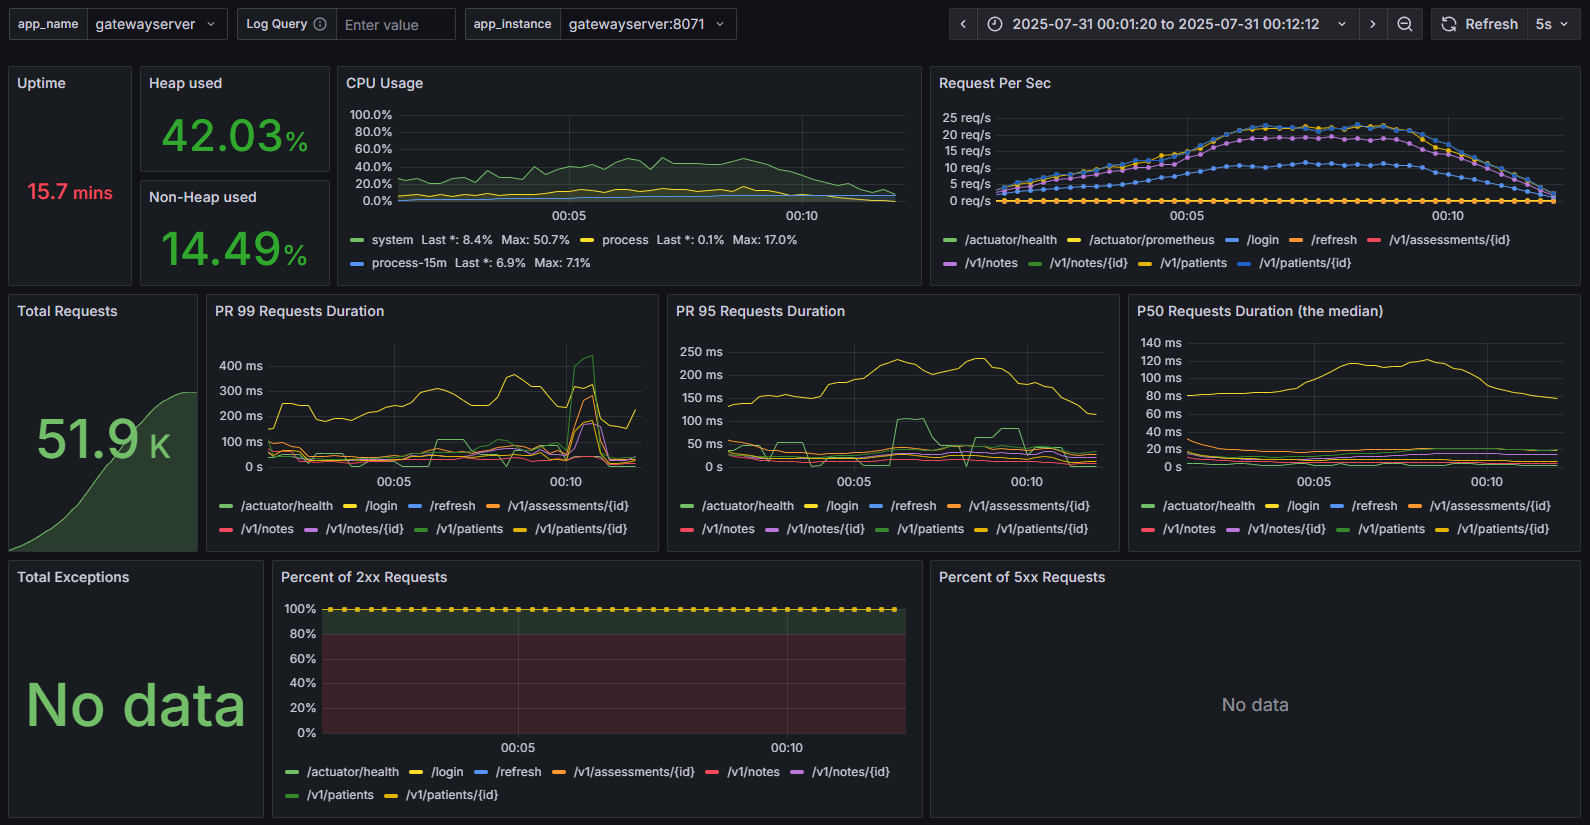 app_name gatewayserver Log Query Enter value app_instance gatewayserver:8071 2025-07-31 00:01:20 to 2025-07-31 00:12:12 Refresh 5s
Uptime
15.7 mins
Heap used
42.03%
Non-Heap used
14.49%
CPU Usage
100.0%
80.0%
60.0%
40.0%
20.0%
0.0%
00:05 00:10
system Last *: 8.4% Max: 50.7% process Last *: 0.1% Max: 17.0%
process-15m Last *: 6.9% Max: 7.1%
Request Per Sec
25 req/s
20 req/s
15 req/s
10 req/s
5 req/s
0 req/s
00:05 00:10
/actuator/health /actuator/prometheus /login /refresh /v1/assessments/{id}
/v1/notes /v1/notes/{id} /v1/patients /v1/patients/{id}
Total Requests
51.9 K
PR 99 Requests Duration
400 ms
300 ms
200 ms
100 ms
0 s
00:05 00:10
/actuator/health /login /refresh /v1/assessments/{id}
/v1/notes /v1/notes/{id} /v1/patients /v1/patients/{id}
PR 95 Requests Duration
250 ms
200 ms
150 ms
100 ms
50 ms
0 s
00:05 00:10
/actuator/health /login /refresh /v1/assessments/{id}
/v1/notes /v1/notes/{id} /v1/patients /v1/patients/{id}
P50 Requests Duration (the median)
140 ms
120 ms
100 ms
80 ms
60 ms
40 ms
20 ms
0 s
00:05 00:10
/actuator/health /login /refresh /v1/assessments/{id}
/v1/notes /v1/notes/{id} /v1/patients /v1/patients/{id}
Total Exceptions
No data
Percent of 2xx Requests
100%
80%
60%
40%
20%
0%
00:05 00:10
/actuator/health /login /refresh /v1/assessments/{id} /v1/notes /v1/notes/{id}
/v1/patients /v1/patients/{id}
Percent of 5xx Requests
No data